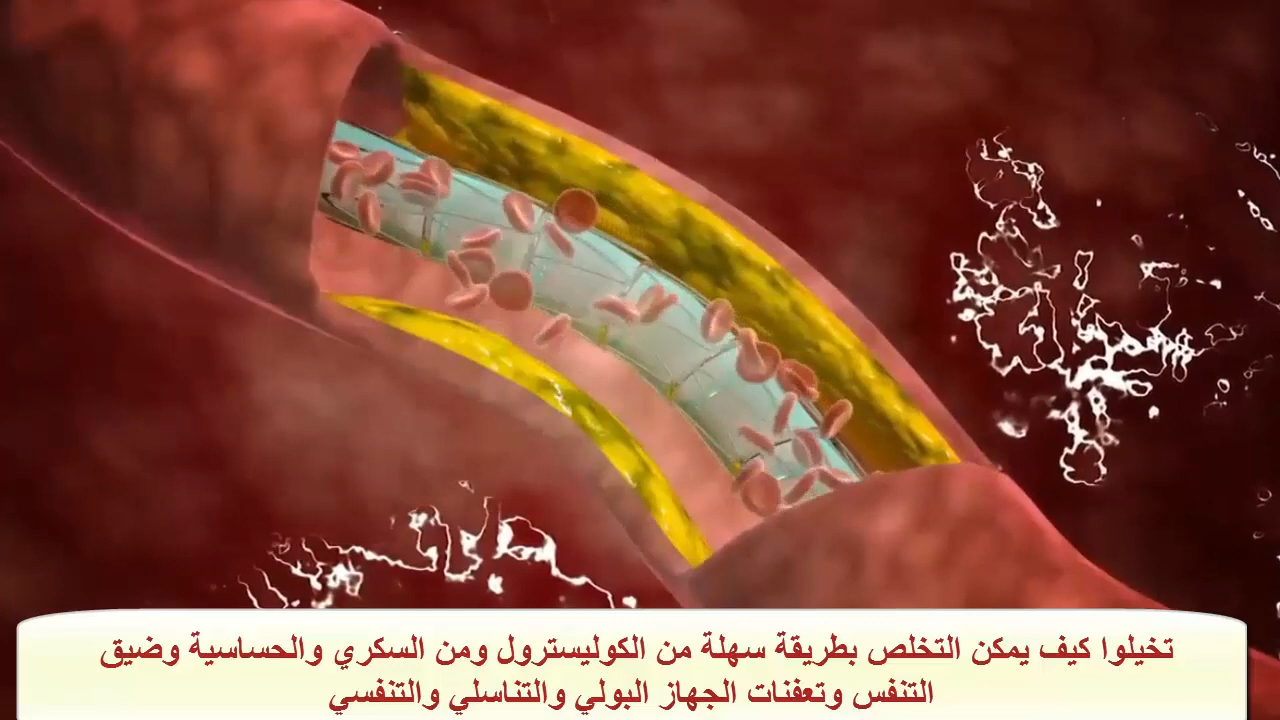 تخيلوا كيف يمكن التخلص بطريقة سهلة من الكوليسترول ومن السكري والحساسية وضيق
التنفس وتعفنات الجهاز البولي والتناسلي والتنفسي